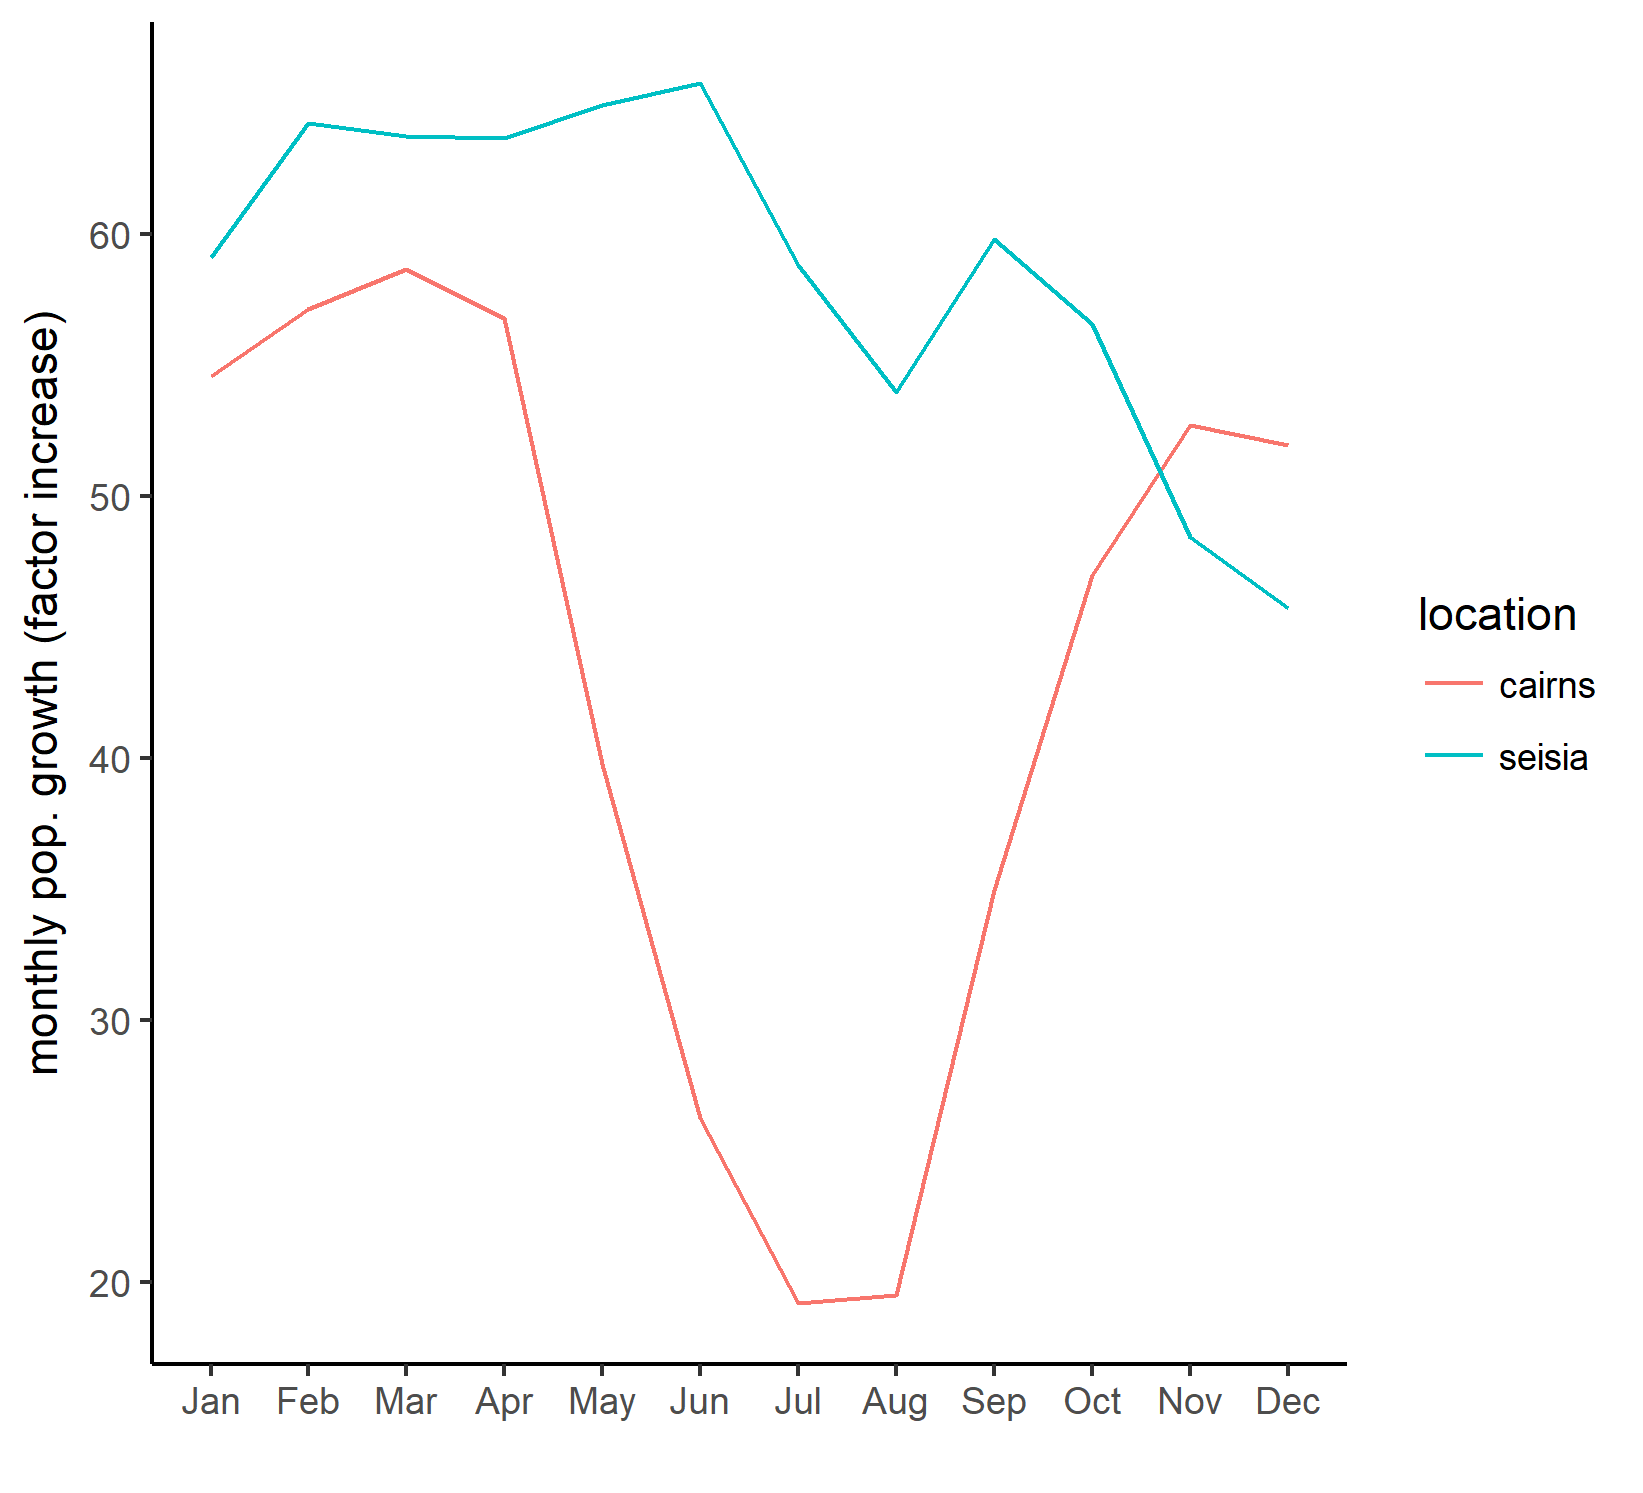 monthly pop. growth (factor increase)
60
50
40
30
20
Jan Feb Mar Apr May Jun Jul Aug Sep Oct Nov Dec
location
cairns
seisia